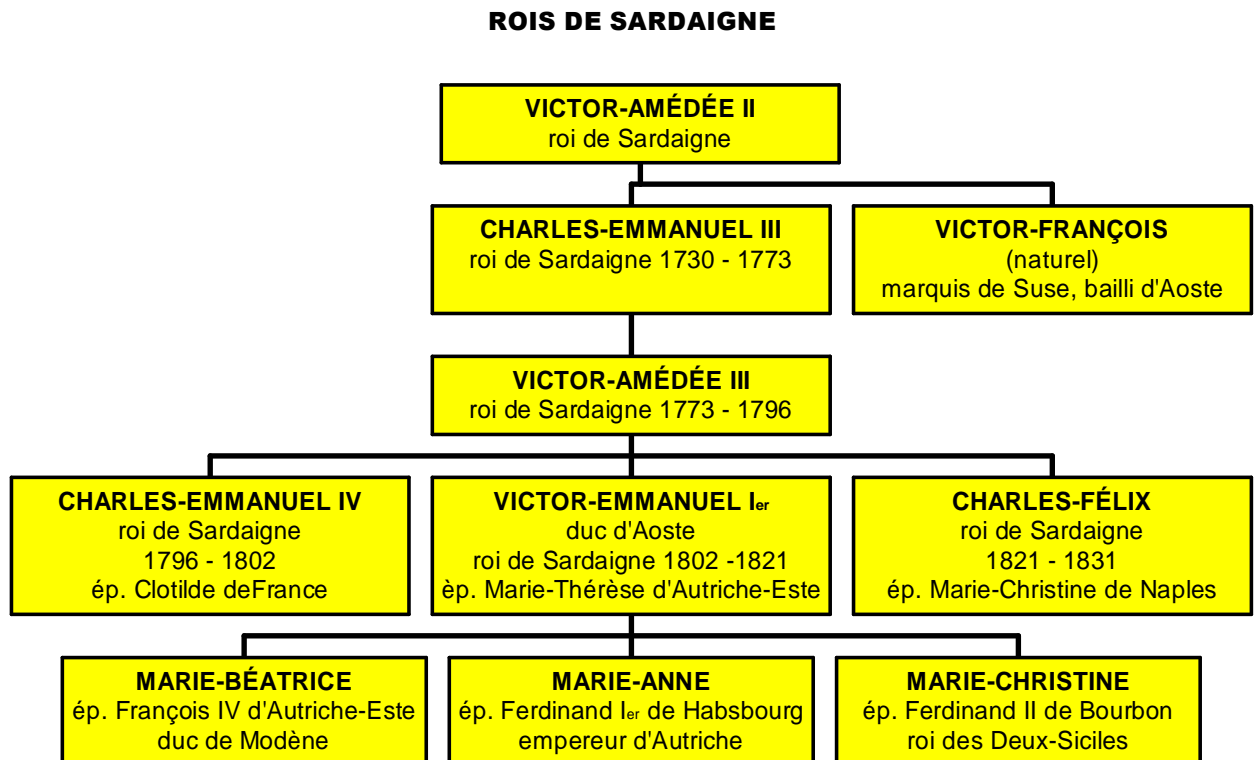 ROIS DE SARDAIGNE
VICTOR-AMÉDÉE II
roi de Sardaigne
CHARLES-EMMANUEL III
roi de Sardaigne 1730 - 1773
VICTOR-FRANÇOIS
(naturel)
marquis de Suse, bailli d'Aoste
VICTOR-AMÉDÉE III
roi de Sardaigne 1773 - 1796
CHARLES-EMMANUEL IV
roi de Sardaigne
1796 - 1802
ép. Clotilde deFrance
VICTOR-EMMANUEL Ier
duc d'Aoste
roi de Sardaigne 1802 -1821
èp. Marie-Thérèse d'Autriche-Este
CHARLES-FÉLIX
roi de Sardaigne
1821 - 1831
ép. Marie-Christine de Naples
MARIE-BÉATRICE
ép. François IV d'Autriche-Este
duc de Modène
MARIE-ANNE
ép. Ferdinand Ier de Habsbourg
empereur d'Autriche
MARIE-CHRISTINE
ép. Ferdinand II de Bourbon
roi des Deux-Siciles